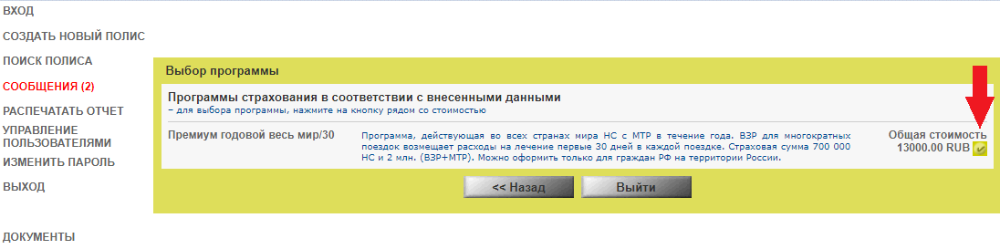 ВХОД
СОЗДАТЬ НОВЫЙ ПОЛИС
ПОИСК ПОЛИСА
СООБЩЕНИЯ (2)
РАСПЕЧАТАТЬ ОТЧЕТ
УПРАВЛЕНИЕ
ПОЛЬЗОВАТЕЛЯМИ
ИЗМЕНИТЬ ПАРОЛЬ
ВЫХОД
ДОКУМЕНТЫ
Выбор программы
Программы страхования в соответствии с внесенными данными
– для выбора программы, нажмите на кнопку рядом со стоимостью
Премиум годовой весь мир/30
Программа, действующая во всех странах мира НС с МТР в течение года. ВЗР для многократных
поездок возмещает расходы на лечение первые 30 дней в каждой поездке. Страховая сумма 700 000
НС и 2 млн. (ВЗР+МТР). Можно оформить только для граждан РФ на территории России.
Общая стоимость
13000.00 RUB
<< Назад
Выйти